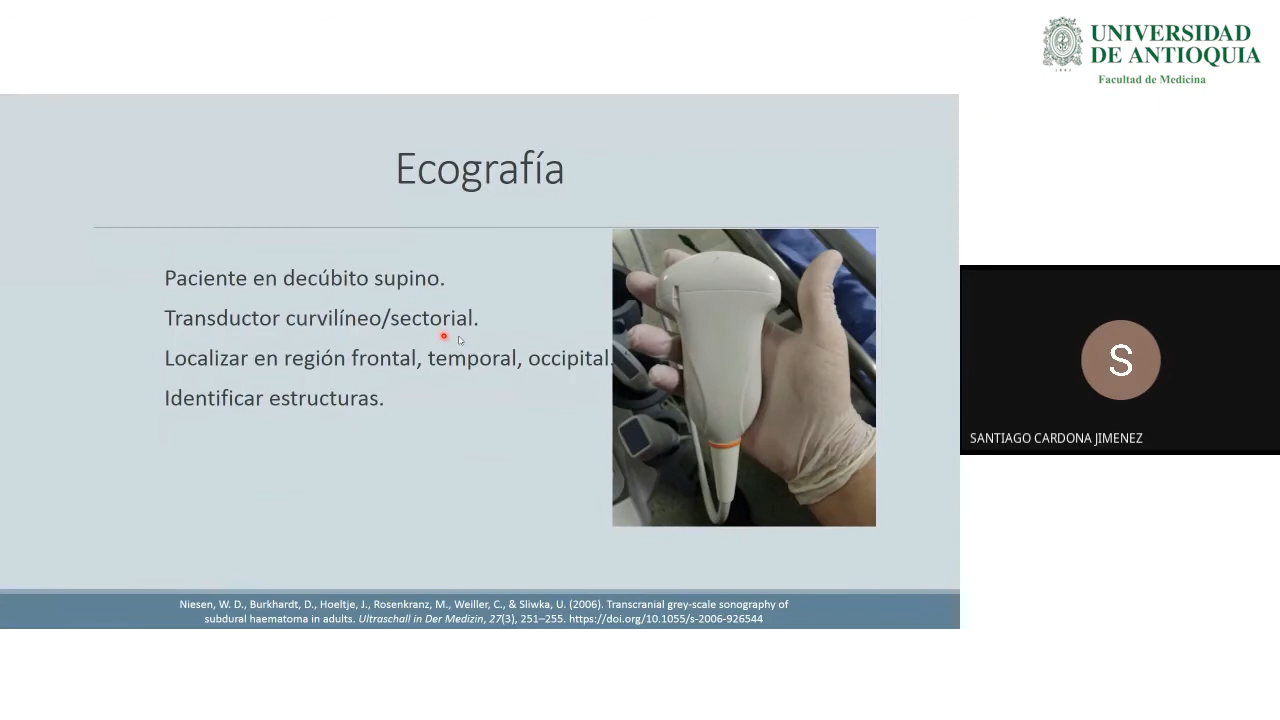 UNIVERSIDAD
DE ANTIOQUIA
1803
Facultad de Medicina
Ecografía
Paciente en decúbito supino.
Transductor curvilíneo/sectorial.
Localizar en región frontal, temporal, occipital.
Identificar estructuras.
S
SANTIAGO CARDONA JIMENEZ
Niesen, W. D., Burkhardt, D., Hoeltje, J., Rosenkranz, M., Weiller, C., & Sliwka, U. (2006). Transcranial grey-scale sonography of
subdural haematoma in adults. Ultraschall in Der Medizin, 27(3), 251–255. https://doi.org/10.1055/s-2006-926544